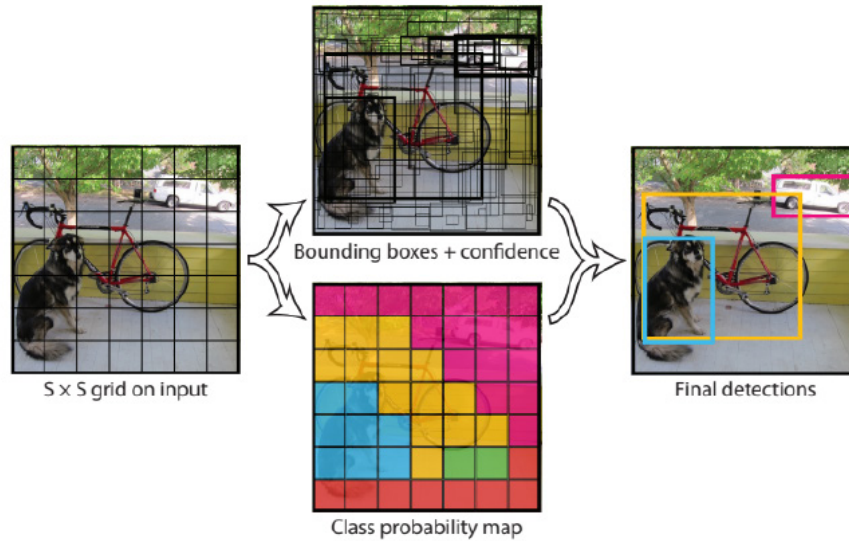 Bounding boxes + confidence
S × S grid on input
Final detections
Class probability map